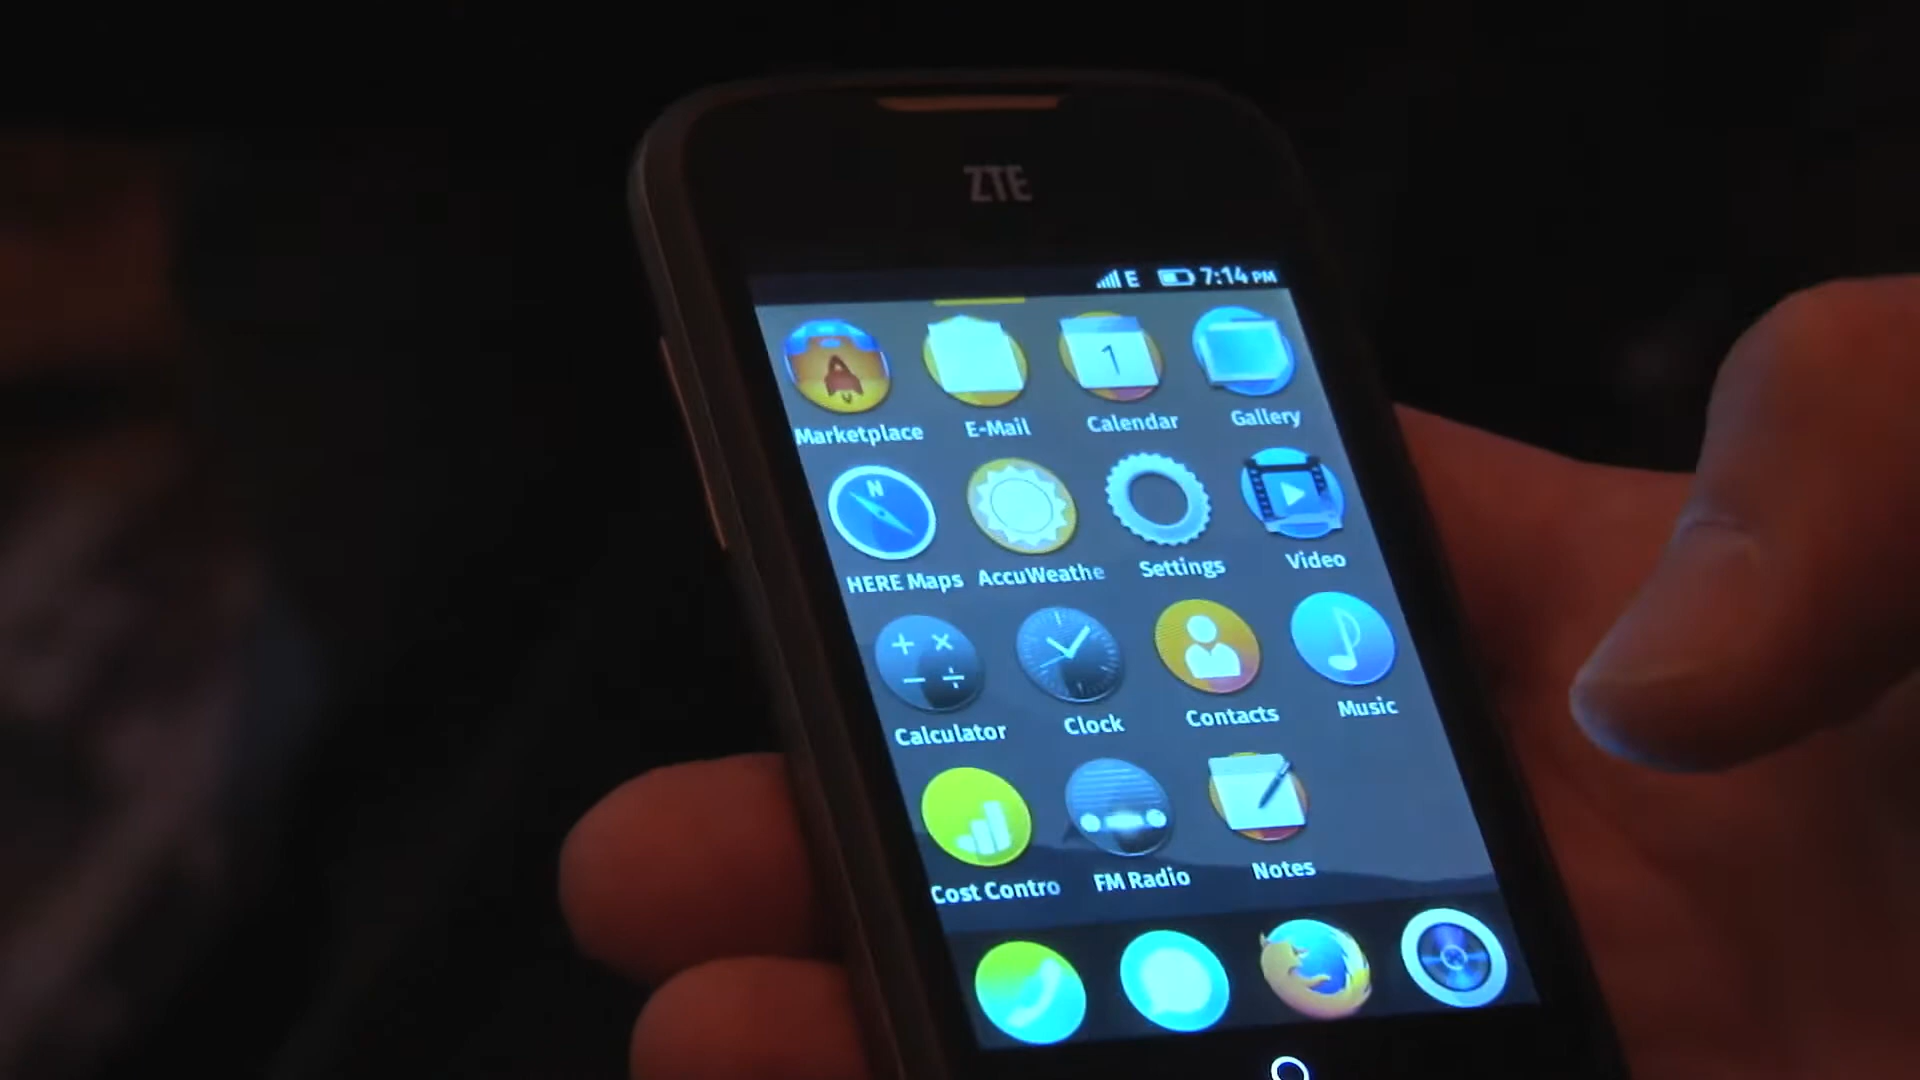 ZTE
E 7:14 PM
1
Marketplace E-Mail Calendar Gallery
N
HERE Maps AccuWeathe Settings Video
Calculator Clock Contacts Music
Cost Contro FM Radio Notes